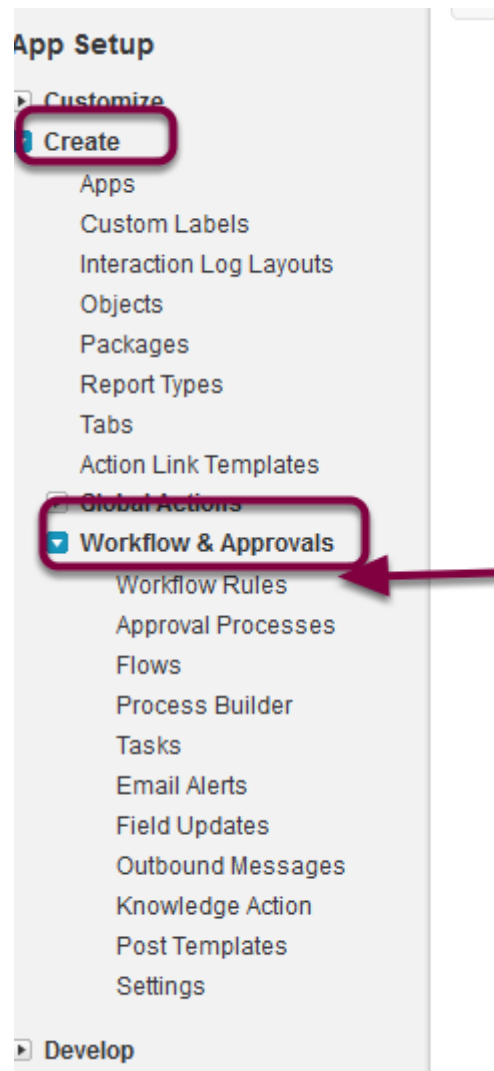 App Setup
Customize
Create
Apps
Custom Labels
Interaction Log Layouts
Objects
Packages
Report Types
Tabs
Action Link Templates
Global Actions
Workflow & Approvals
Workflow Rules
Approval Processes
Flows
Process Builder
Tasks
Email Alerts
Field Updates
Outbound Messages
Knowledge Action
Post Templates
Settings
Develop